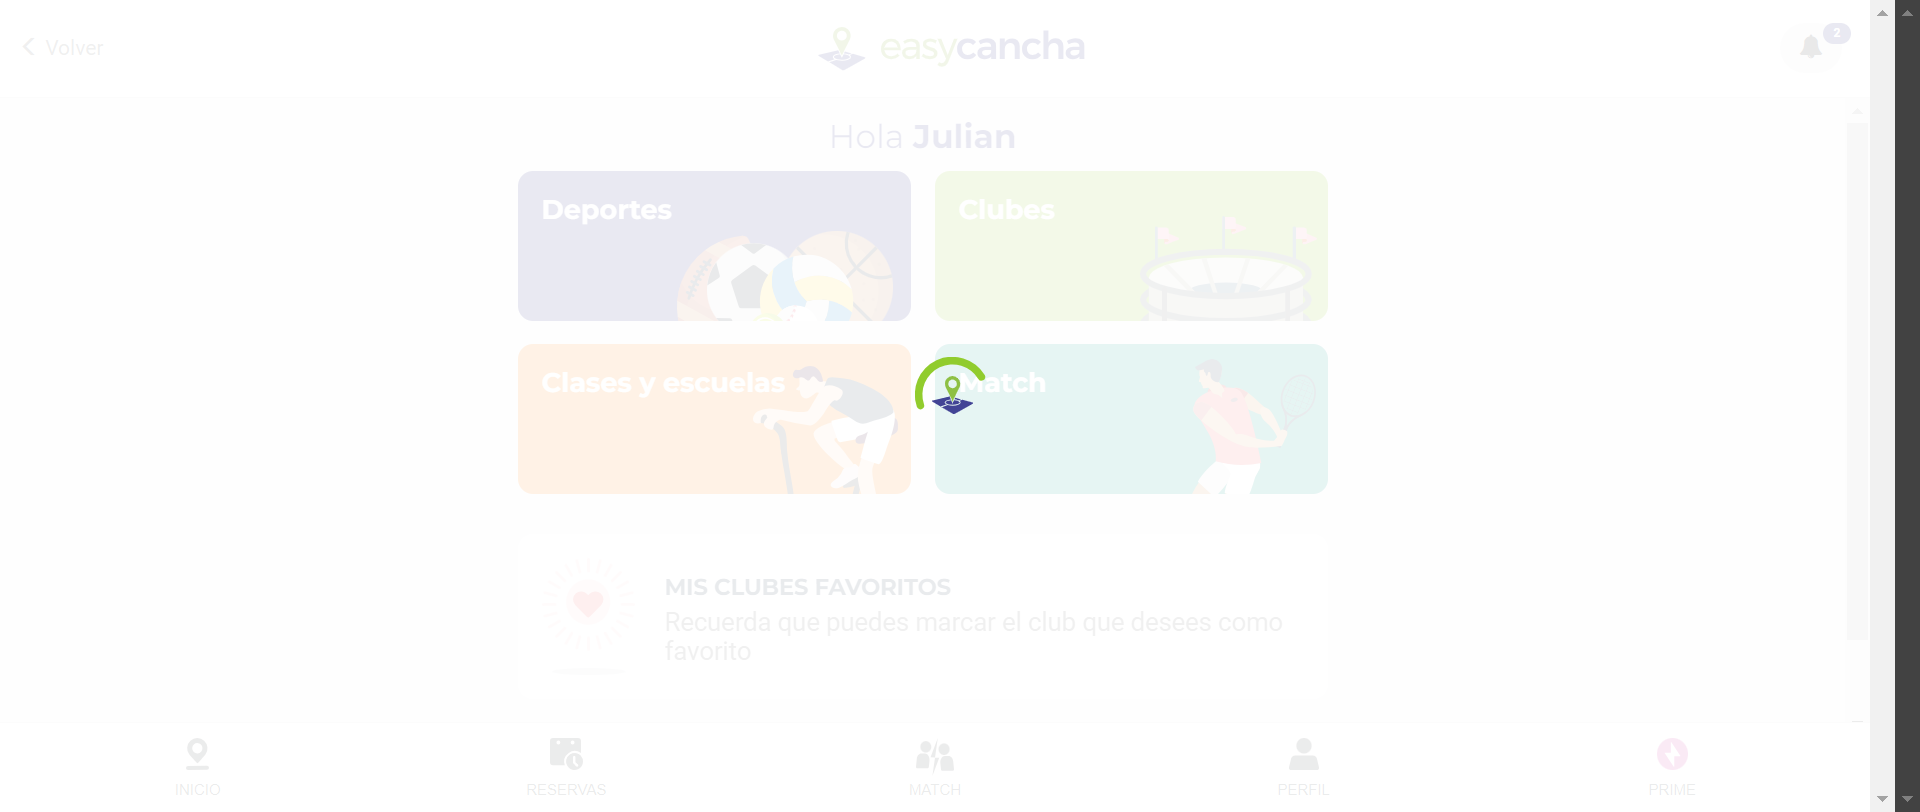 Volver
easycancha
2
Hola Julian
Deportes
Clubes
Clases y escuelas
Match
MIS CLUBES FAVORITOS
Recuerda que puedes marcar el club que desees como
favorito
INICIO
RESERVAS
MATCH
PERFIL
PRIME